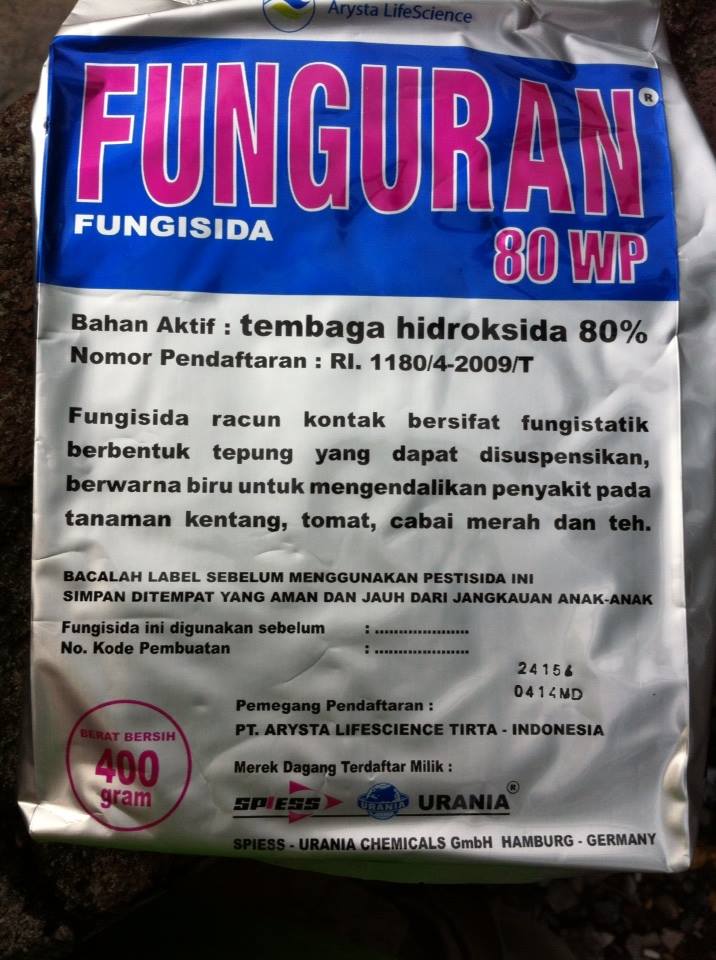 Arysta LifeScience
FUNGURAN®
FUNGISIDA
80 WP
Bahan Aktif : tembaga hidroksida 80%
Nomor Pendaftaran : RI. 1180/4-2009/T
Fungisida racun kontak bersifat fungistatik
berbentuk tepung yang dapat disuspensikan,
berwarna biru untuk mengendalikan penyakit pada
tanaman kentang, tomat, cabai merah dan teh.
BACALAH LABEL SEBELUM MENGGUNAKAN PESTISIDA INI
SIMPAN DITEMPAT YANG AMAN DAN JAUH DARI JANGKAUAN ANAK-ANAK
Fungisida ini digunakan sebelum : ....................
No. Kode Pembuatan : ....................
24156
0414MD
Pemegang Pendaftaran :
PT. ARYSTA LIFESCIENCE TIRTA - INDONESIA
BERAT BERSIH
400
gram
Merek Dagang Terdaftar Milik :
SPIESS URANIA URANIA®
SPIESS - URANIA CHEMICALS GmbH HAMBURG - GERMANY